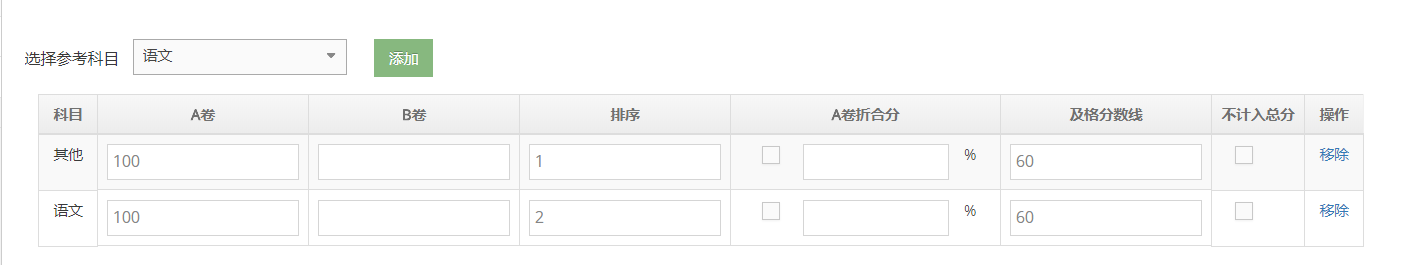 选择参考科目 语文 添加
科目 A卷 B卷 排序 A卷折合分 及格分数线 不计入总分 操作
其他 100 1 % 60 移除
语文 100 2 % 60 移除